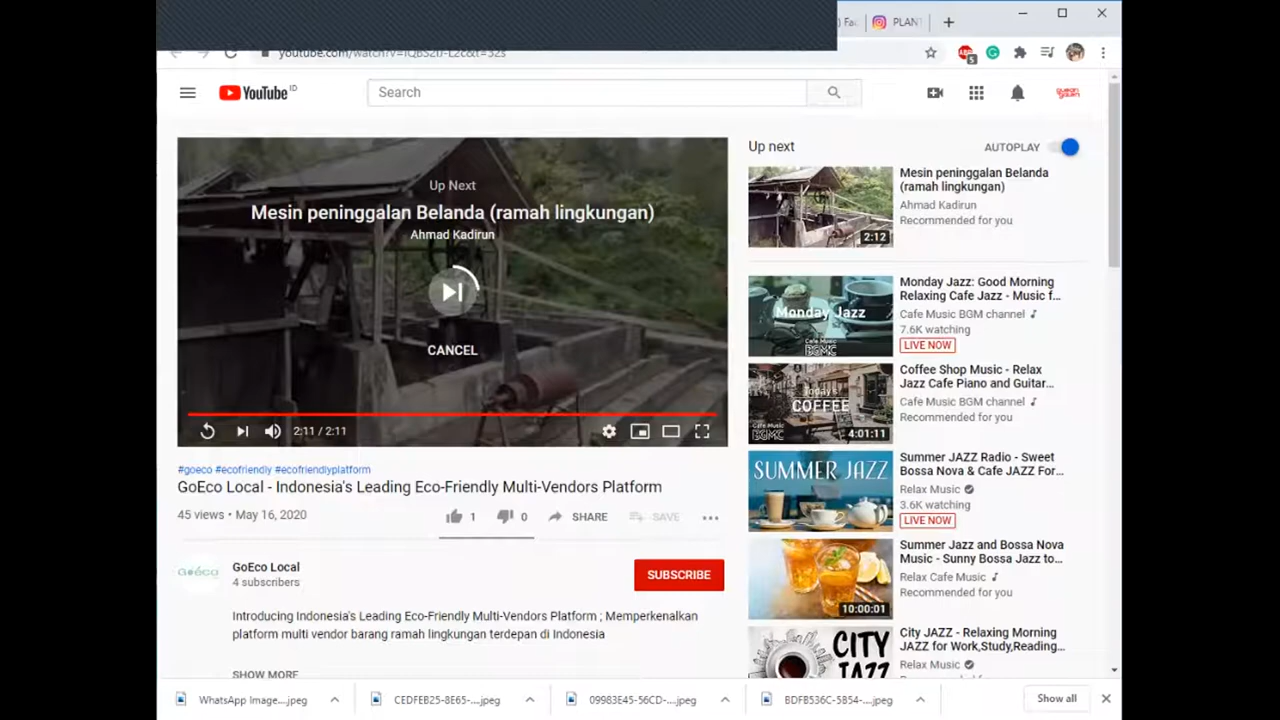 PLANT
YouTube ID
Search
Up next
AUTOPLAY
Up Next
Mesin peninggalan Belanda (ramah lingkungan)
Ahmad Kadirun
CANCEL
2:11 / 2:11
#goeco #ecofriendly #ecofriendlyplatform
GoEco Local - Indonesia's Leading Eco-Friendly Multi-Vendors Platform
45 views • May 16, 2020
1
0
SHARE
SAVE
Goéco
GoEco Local
4 subscribers
SUBSCRIBE
Introducing Indonesia's Leading Eco-Friendly Multi-Vendors Platform ; Memperkenalkan
platform multi vendor barang ramah lingkungan terdepan di Indonesia
SHOW MORE
Mesin peninggalan Belanda
(ramah lingkungan)
Ahmad Kadirun
Recommended for you
2:12
Monday Jazz
Cafe Music
BGMC
Monday Jazz: Good Morning
Relaxing Cafe Jazz - Music f...
Cafe Music BGM channel
7.6K watching
LIVE NOW
Today's
COFFEE
BGMC
4:01:11
Coffee Shop Music - Relax
Jazz Cafe Piano and Guitar...
Cafe Music BGM channel
Recommended for you
SUMMER JAZZ
Summer JAZZ Radio - Sweet
Bossa Nova & Cafe JAZZ For...
Relax Music
3.6K watching
LIVE NOW
10:00:01
Summer Jazz and Bossa Nova
Music - Sunny Bossa Jazz to...
Relax Cafe Music
Recommended for you
CITY
JAZZ
City JAZZ - Relaxing Morning
JAZZ for Work,Study,Reading...
Relax Music
WhatsApp Image....jpeg
CEDFEB25-8E65-....jpeg
09983E45-56CD-....jpeg
BDFB536C-5B54-....jpeg
Show all